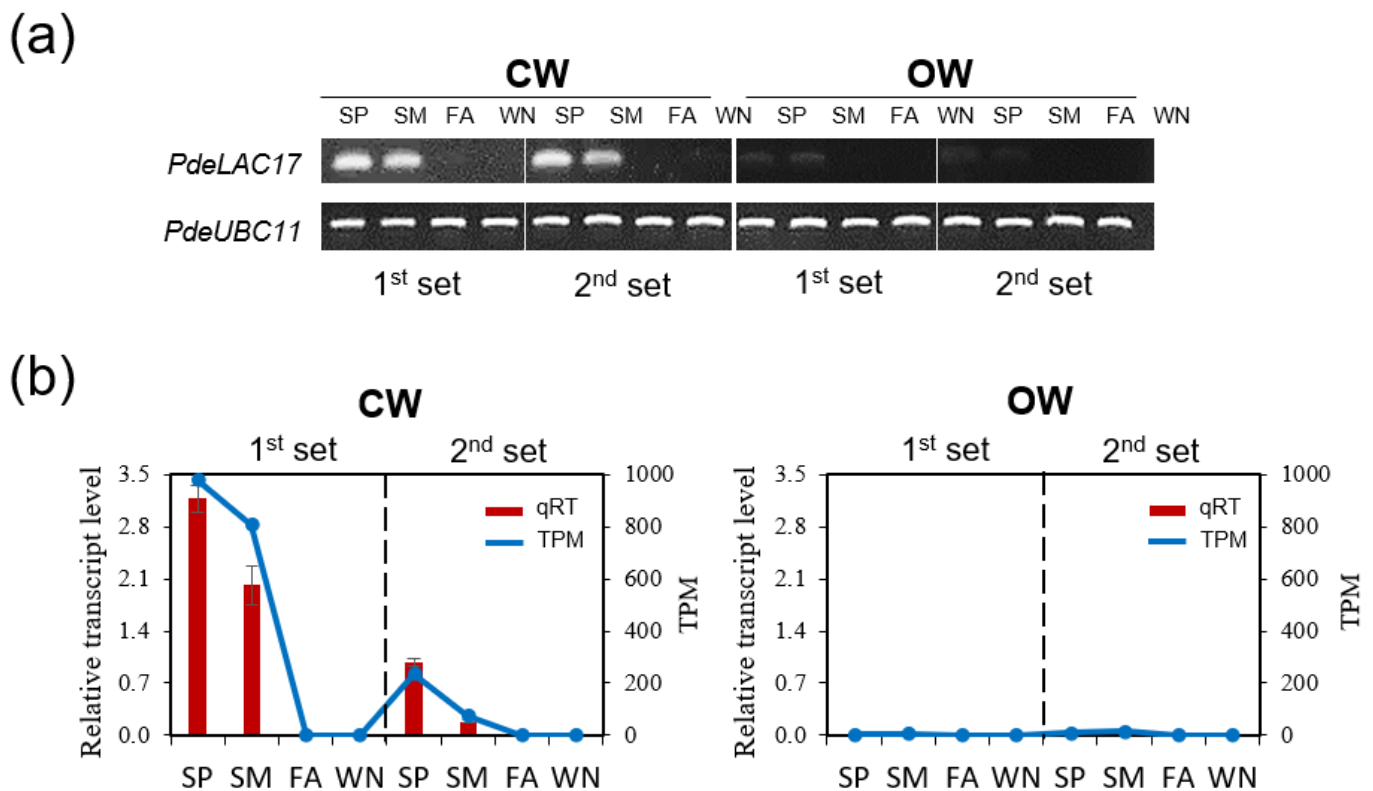 (a)
CW OW
SP SM FA WN SP SM FA WN SP SM FA WN SP SM FA WN
PdeLAC17
PdeUBC11
1st set 2nd set 1st set 2nd set
(b)
CW OW
1st set 2nd set 1st set 2nd set
Relative transcript level
3.5
2.8
2.1
1.4
0.7
0.0
1000
800
600
400
200
0
TPM
qRT
TPM
SP SM FA WN SP SM FA WN
Relative transcript level
3.5
2.8
2.1
1.4
0.7
0.0
1000
800
600
400
200
0
TPM
qRT
TPM
SP SM FA WN SP SM FA WN